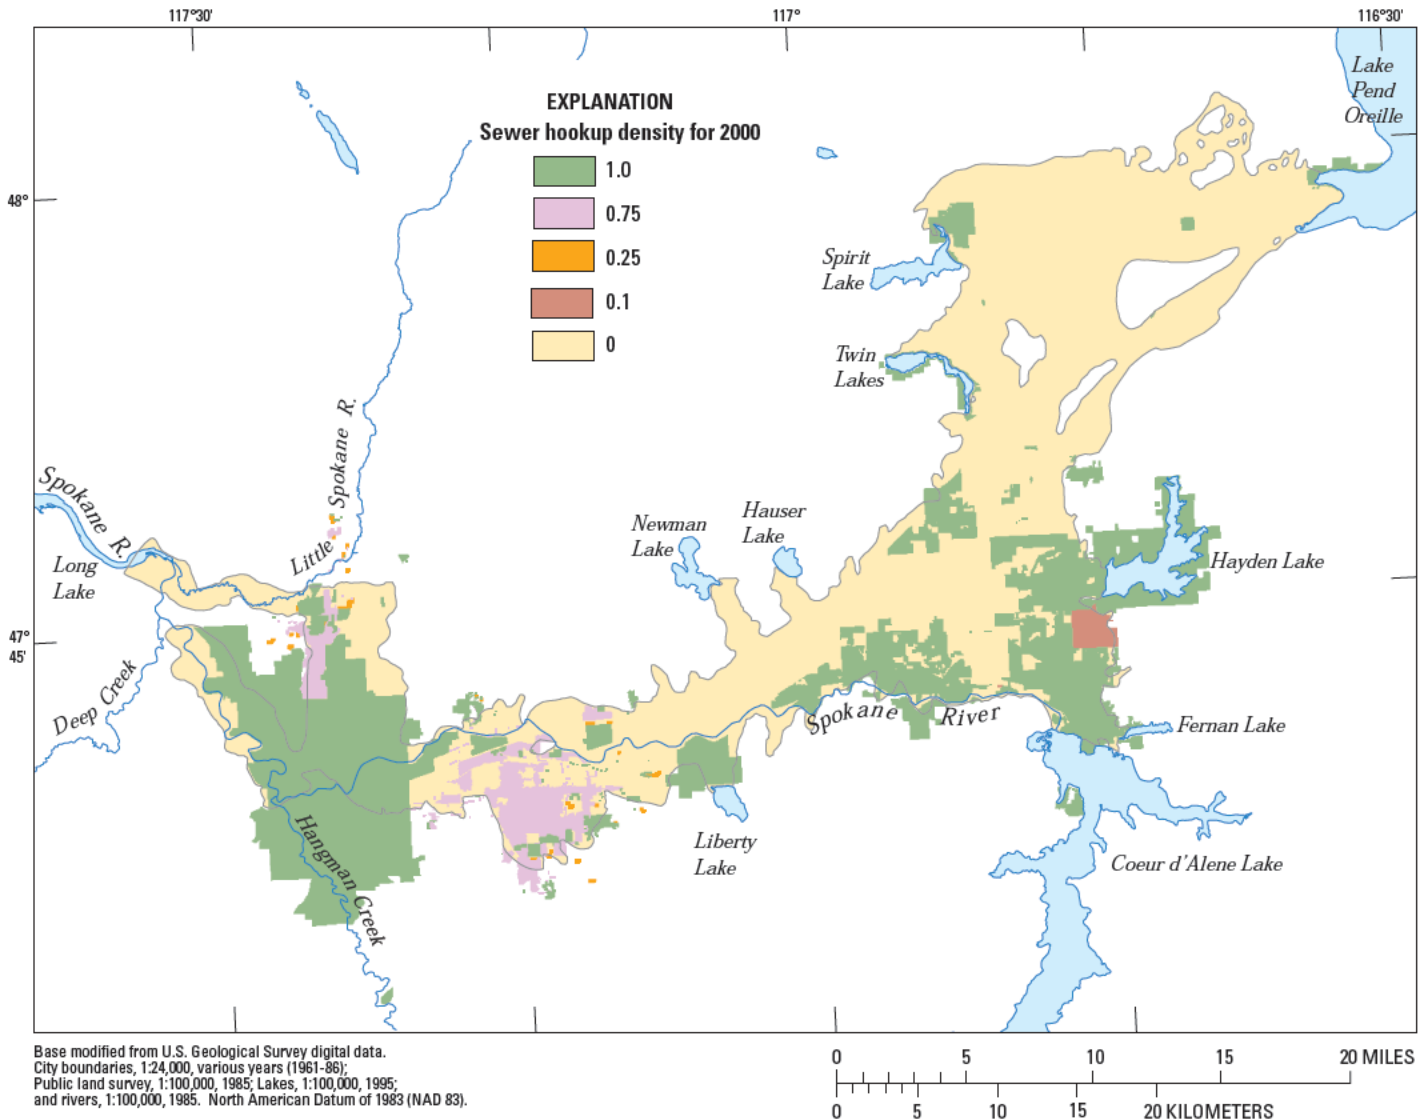 117°30'
117°
116°30'
Lake
Pend
Oreille
EXPLANATION
Sewer hookup density for 2000
1.0
0.75
0.25
0.1
0
48°
Spirit
Lake
Twin
Lakes
Little Spokane R.
Spokane R.
Long
Lake
Newman
Lake
Hauser
Lake
Hayden Lake
47°
45'
Deep Creek
Spokane River
Fernan Lake
Hangman Creek
Liberty
Lake
Coeur d'Alene Lake
Base modified from U.S. Geological Survey digital data.
City boundaries, 1:24,000, various years (1961-86);
Public land survey, 1:100,000, 1985; Lakes, 1:100,000, 1995;
and rivers, 1:100,000, 1985. North American Datum of 1983 (NAD 83).
0 5 10 15 20 MILES
0 5 10 15 20 KILOMETERS